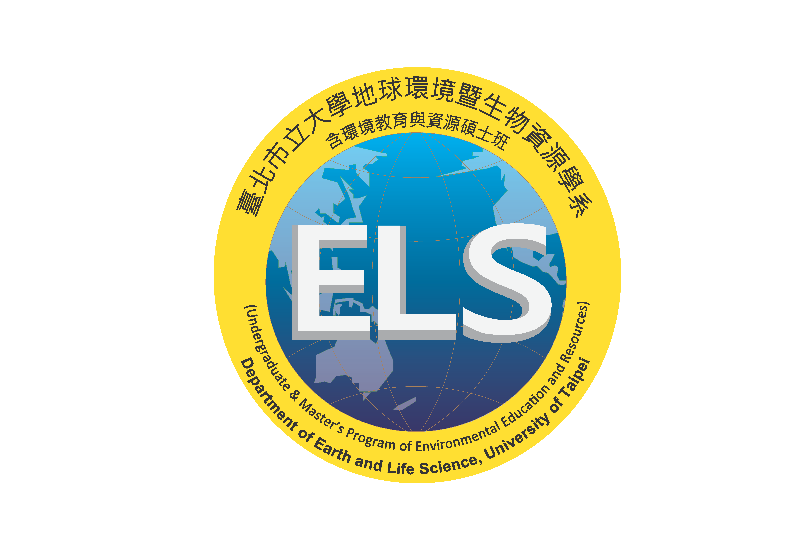 臺北市立大學地球環境暨生物資源學系
含環境教育與資源碩士班
ELS
(Undergraduate & Master's Program of Environmental Education and Resources)
Department of Earth and Life Science, University of Taipei